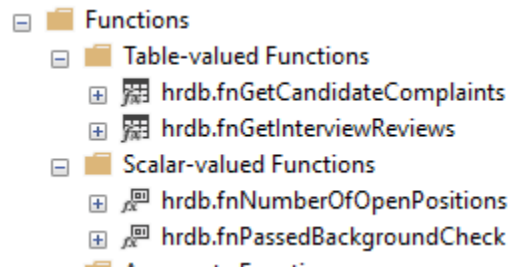 Functions
Table-valued Functions
hrdb.fnGetCandidateComplaints
hrdb.fnGetInterviewReviews
Scalar-valued Functions
hrdb.fnNumberOfOpenPositions
hrdb.fnPassedBackgroundCheck